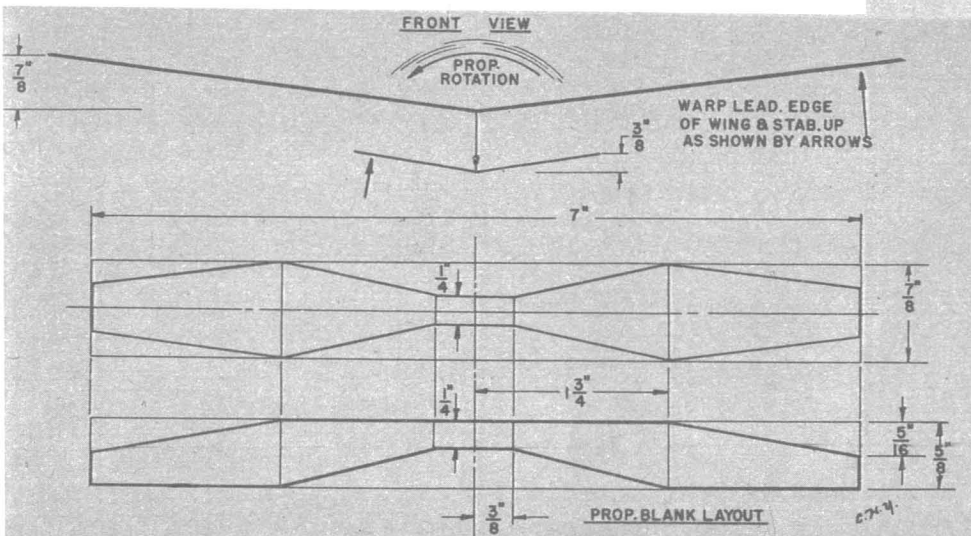 FRONT VIEW
PROP.
ROTATION
7/8"
WARP LEAD. EDGE
OF WING & STAB. UP
AS SHOWN BY ARROWS
3/8"
7"
1/4"
7/8"
1 3/4"
1/4"
5/16"
5/8"
3/8"
PROP. BLANK LAYOUT